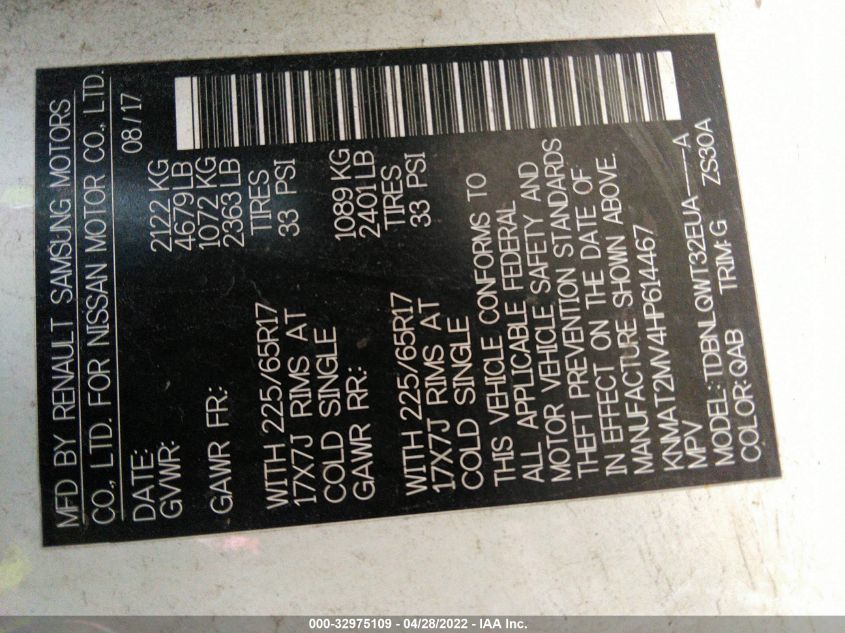 MFD BY RENAULT SAMSUNG MOTORS
CO., LTD. FOR NISSAN MOTOR CO., LTD.
DATE: 08/17
GVWR: 2122 KG
4679 LB
GAWR FR: 1072 KG
2363 LB
WITH 225/65R17 TIRES
17X7J RIMS AT 33 PSI
COLD SINGLE
GAWR RR: 1089 KG
2401 LB
WITH 225/65R17 TIRES
17X7J RIMS AT 33 PSI
COLD SINGLE
THIS VEHICLE CONFORMS TO
ALL APPLICABLE FEDERAL
MOTOR VEHICLE SAFETY AND
THEFT PREVENTION STANDARDS
IN EFFECT ON THE DATE OF
MANUFACTURE SHOWN ABOVE.
KNMAT2MV4HP614467
MPV
MODEL: TDBNLQWT32EUA----A
COLOR: QAB TRIM: G ZS30A
000-32975109 - 04/28/2022 - IAA Inc.